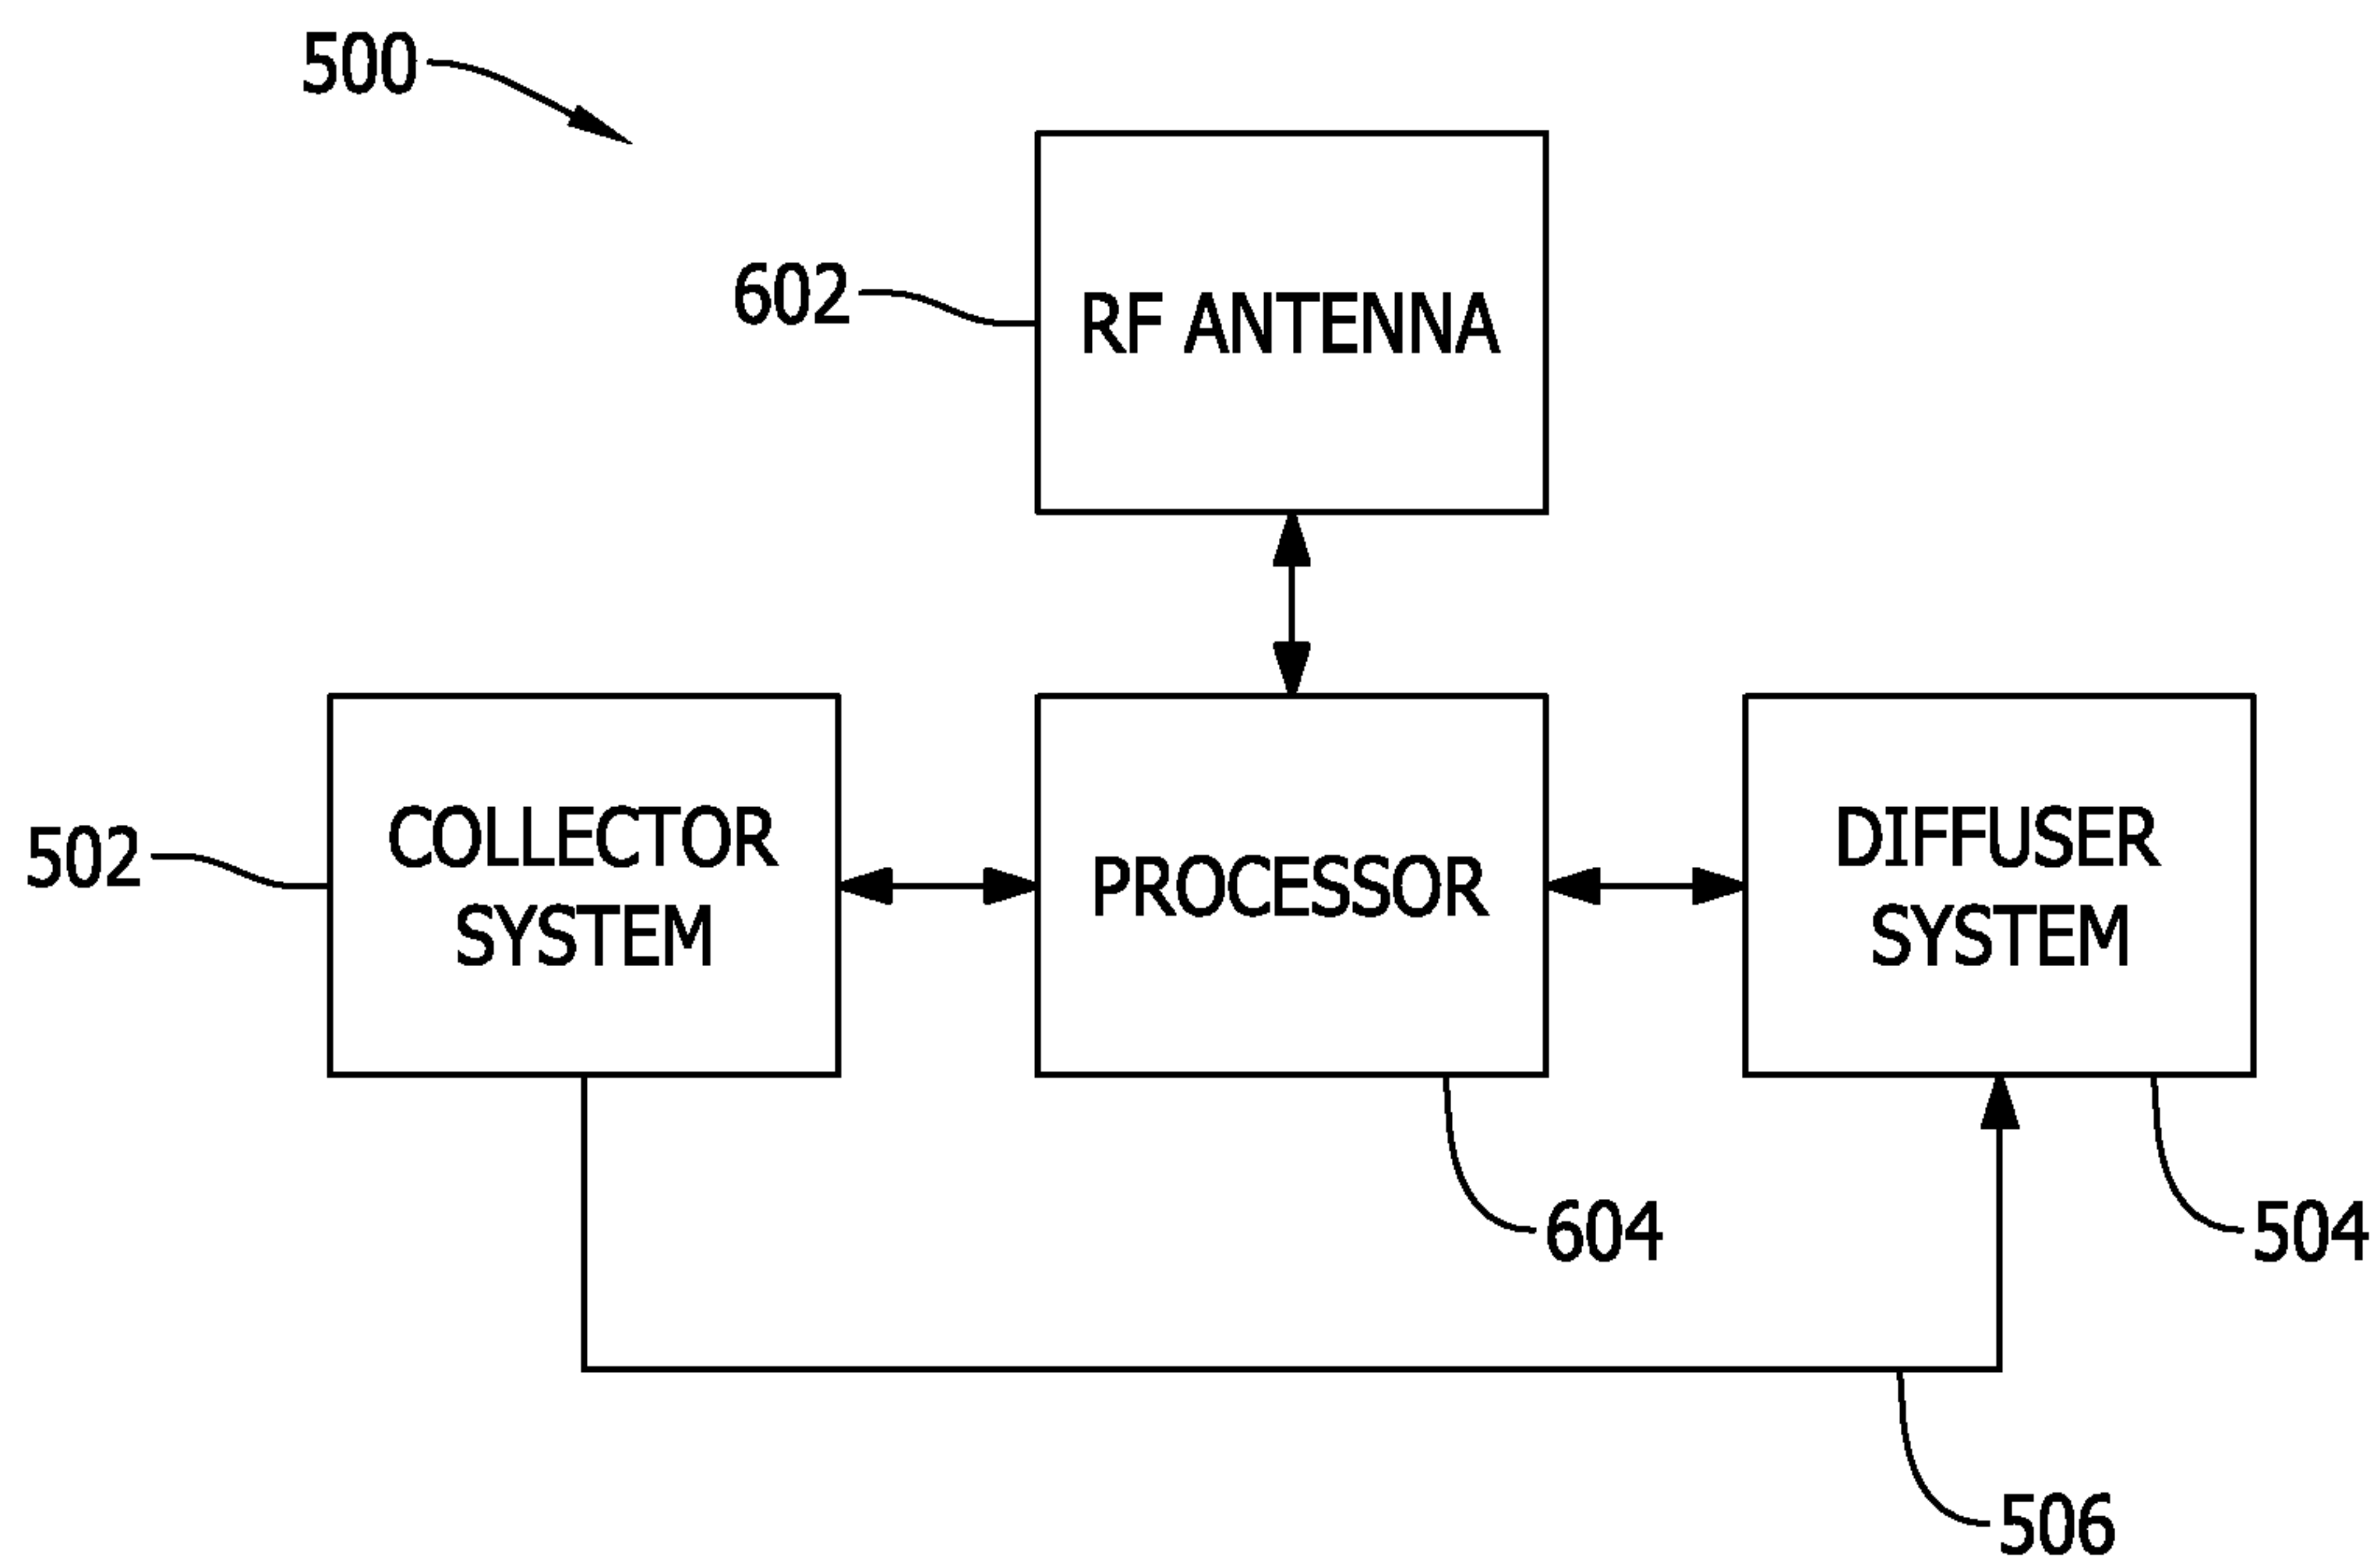 500
602
RF ANTENNA
502
COLLECTOR
SYSTEM
PROCESSOR
DIFFUSER
SYSTEM
604
504
506